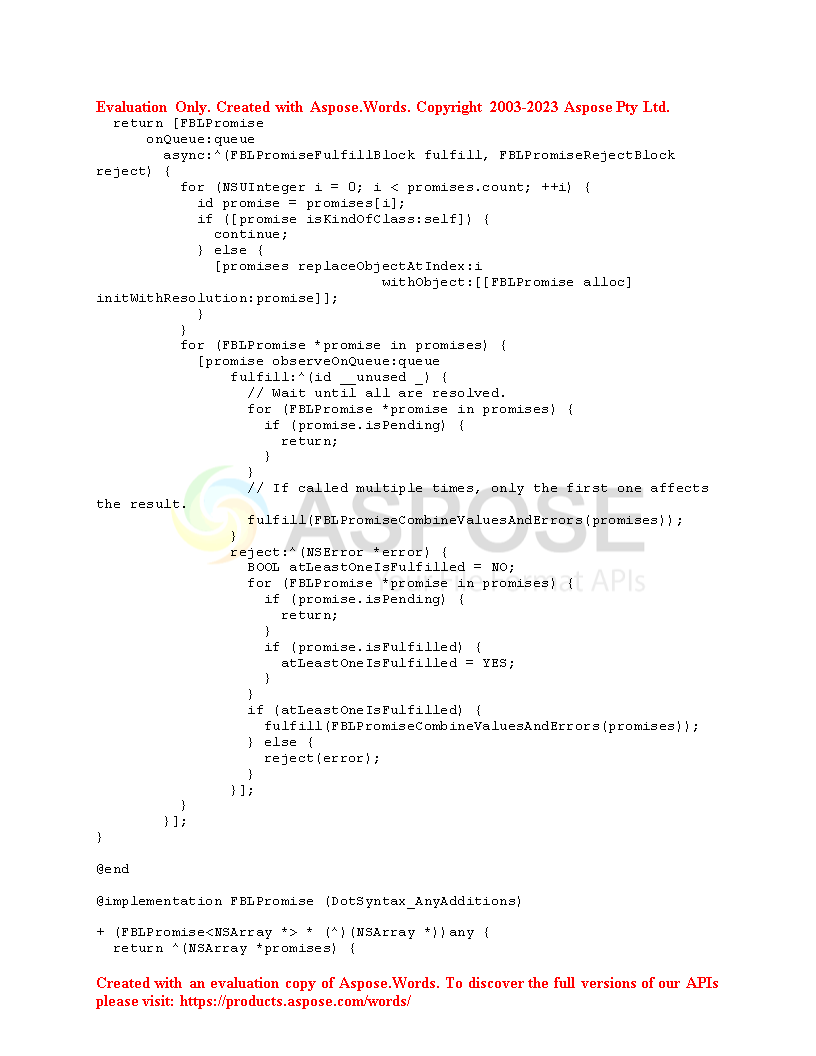 Evaluation Only. Created with Aspose.Words. Copyright 2003-2023 Aspose Pty Ltd.
  return [FBLPromise
      onQueue:queue
        async:^(FBLPromiseFulfillBlock fulfill, FBLPromiseRejectBlock
reject) {
          for (NSUInteger i = 0; i < promises.count; ++i) {
            id promise = promises[i];
            if ([promise isKindOfClass:self]) {
              continue;
            } else {
              [promises replaceObjectAtIndex:i
                                  withObject:[[FBLPromise alloc]
initWithResolution:promise]];
            }
          }
          for (FBLPromise *promise in promises) {
            [promise observeOnQueue:queue
                fulfill:^(id __unused _) {
                  // Wait until all are resolved.
                  for (FBLPromise *promise in promises) {
                    if (promise.isPending) {
                      return;
                    }
                  }
                  // If called multiple times, only the first one affects
the result.
                  fulfill(FBLPromiseCombineValuesAndErrors(promises));
                }
                reject:^(NSError *error) {
                  BOOL atLeastOneIsFulfilled = NO;
                  for (FBLPromise *promise in promises) {
                    if (promise.isPending) {
                      return;
                    }
                    if (promise.isFulfilled) {
                      atLeastOneIsFulfilled = YES;
                    }
                  }
                  if (atLeastOneIsFulfilled) {
                    fulfill(FBLPromiseCombineValuesAndErrors(promises));
                  } else {
                    reject(error);
                  }
                }];
          }
        }];
}

@end

@implementation FBLPromise (DotSyntax_AnyAdditions)

+ (FBLPromise<NSArray *> * (^)(NSArray *))any {
  return ^(NSArray *promises) {
ASPOSE
Your File Format APIs
Created with an evaluation copy of Aspose.Words. To discover the full versions of our APIs
please visit: https://products.aspose.com/words/